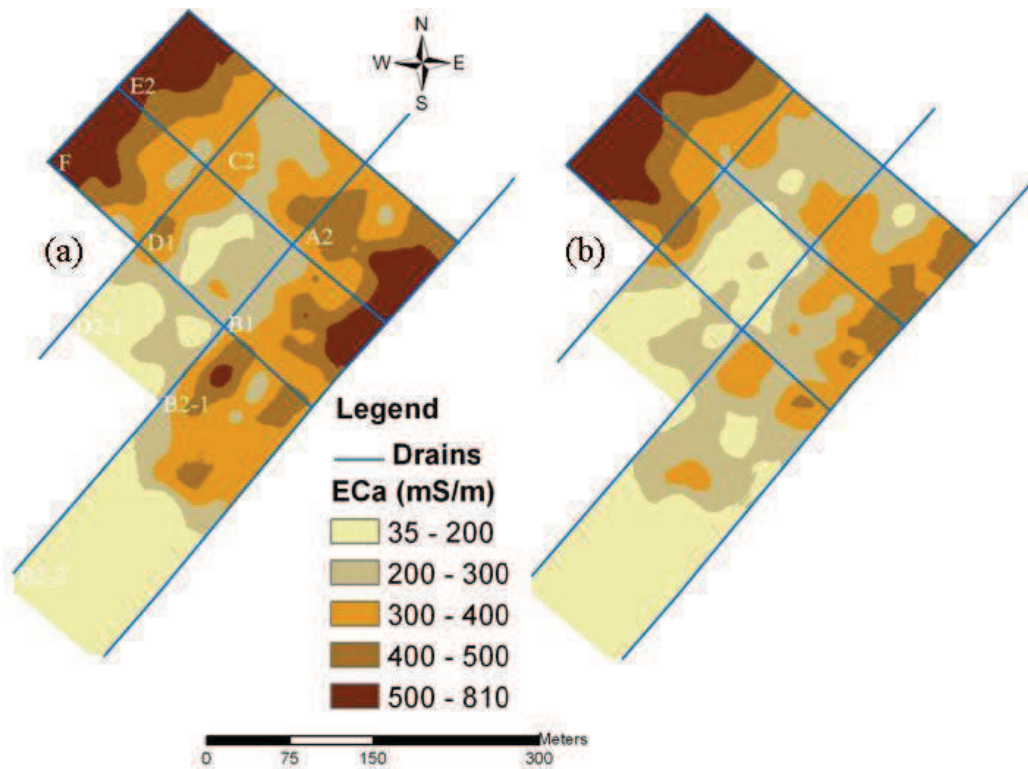 N
W E
S
E2
F
C2
D1
A2
(a)
(b)
D2-1
B1
B2-1
B2-2
Legend
Drains
ECa (mS/m)
35 - 200
200 - 300
300 - 400
400 - 500
500 - 810
Meters
0 75 150 300